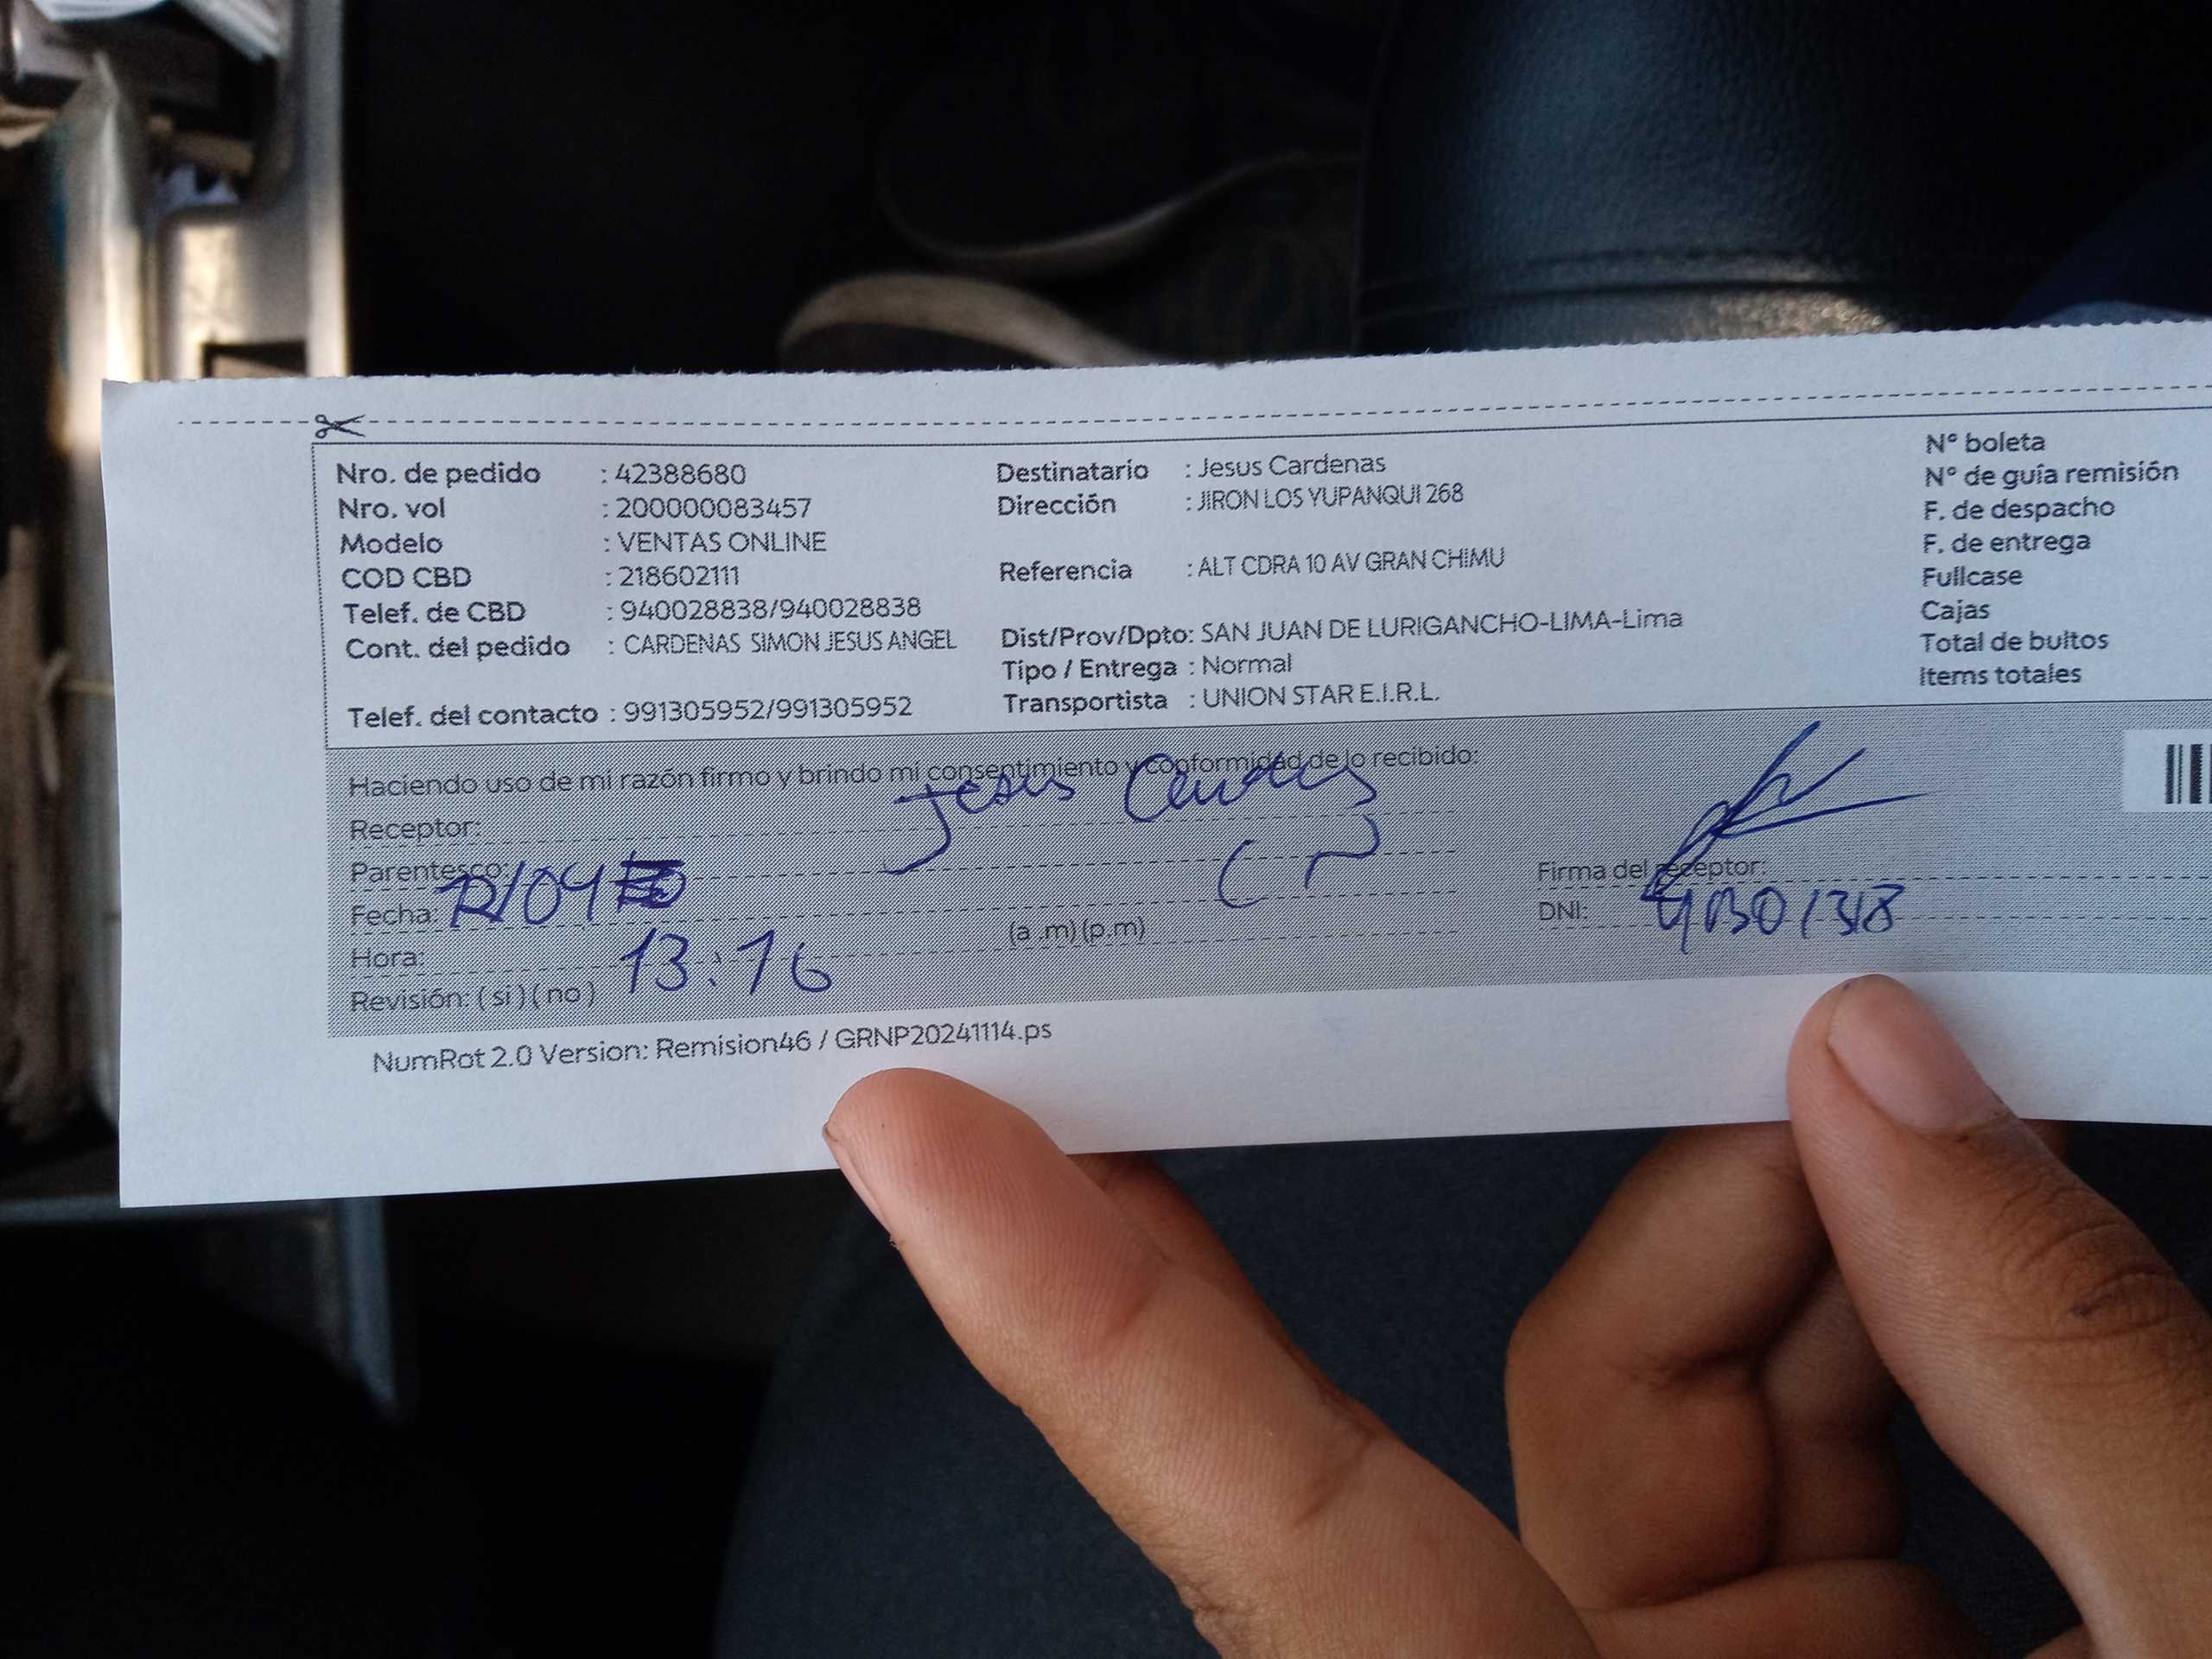 Nro. de pedido : 42388680
Nro. vol : 200000083457
Modelo : VENTAS ONLINE
COD CBD : 218602111
Telef. de CBD : 940028838/940028838
Cont. del pedido : CARDENAS SIMON JESUS ANGEL
Telef. del contacto : 991305952/991305952
Destinatario : Jesus Cardenas
Dirección : JIRON LOS YUPANQUI 268
Referencia : ALT CDRA 10 AV GRAN CHIMU
Dist/Prov/Dpto: SAN JUAN DE LURIGANCHO-LIMA-Lima
Tipo / Entrega : Normal
Transportista : UNION STAR E.I.R.L.
N° boleta
N° de guía remisión
F. de despacho
F. de entrega
Fullcase
Cajas
Total de bultos
Items totales
Haciendo uso de mi razón firmo y brindo mi consentimiento y conformidad de lo recibido:
Receptor: Jesus
Parentesco:
Fecha: 12/04
Hora: 13:16 (a .m) (p.m)
Revisión: ( si ) ( no )
Firma del receptor:
DNI:
NumRot 2.0 Version: Remision46 / GRNP20241114.ps